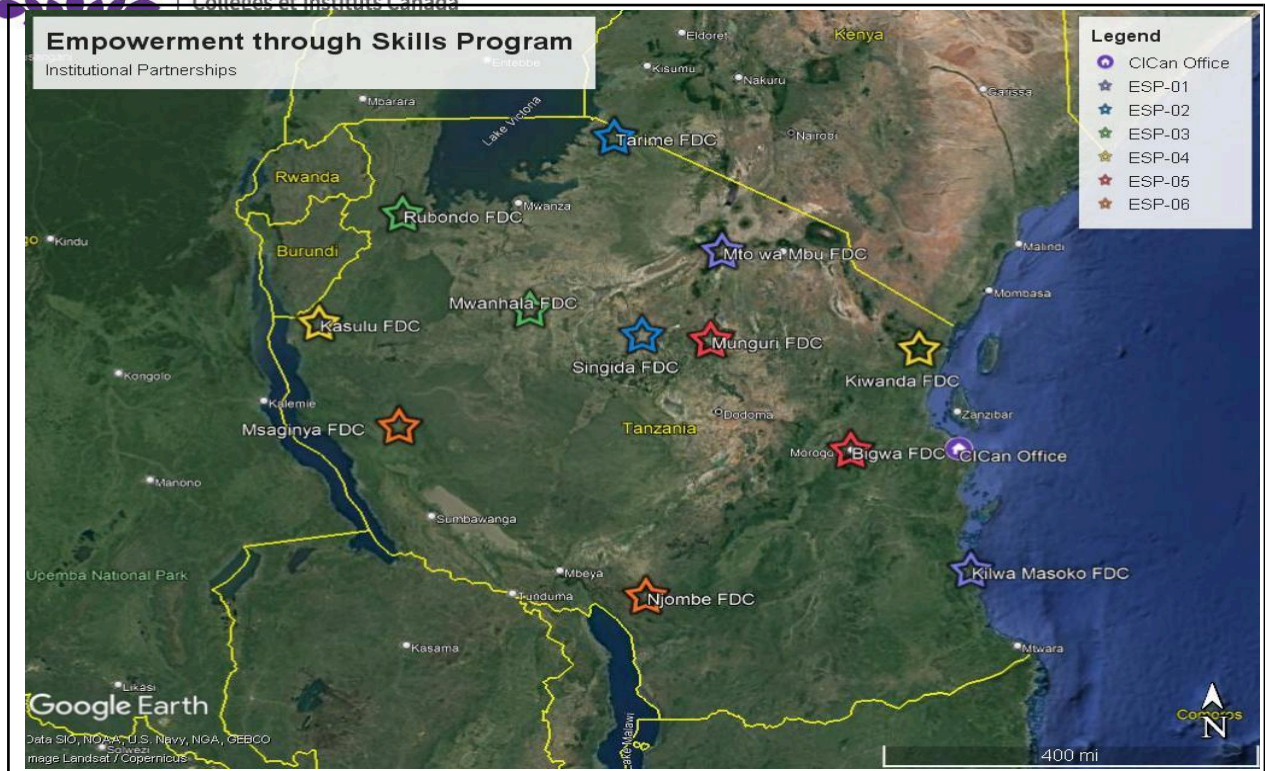 Collèges et Instituts Canada
Empowerment through Skills Program
Institutional Partnerships
Legend
CICan Office
ESP-01
ESP-02
ESP-03
ESP-04
ESP-05
ESP-06
Eldoret
Kenya
Entebbe
Kisumu
Nakuru
Garissa
Mbarara
Lake Victoria
Tarime FDC
Nairobi
Rwanda
Rubondo FDC
Mwanza
Kindu
Burundi
Mto wa Mbu FDC
Malindi
Mombasa
Mwanhala FDC
Kasulu FDC
Singida FDC
Munguri FDC
Kiwanda FDC
Kongolo
Kalemie
Msaginya FDC
Tanzania
Dodoma
Zanzibar
Morogo
Bigwa FDC
CICan Office
Manono
Sumbawanga
Upemba National Park
Mbeya
Tunduma
Njombe FDC
Kilwa Masoko FDC
Kasama
Mtwara
Likasi
Google Earth
Comoros
N
Data SIO, NOAA, U.S. Navy, NGA, GEBCO
Solwezi
Image Landsat / Copernicus
Lake Malawi
400 mi